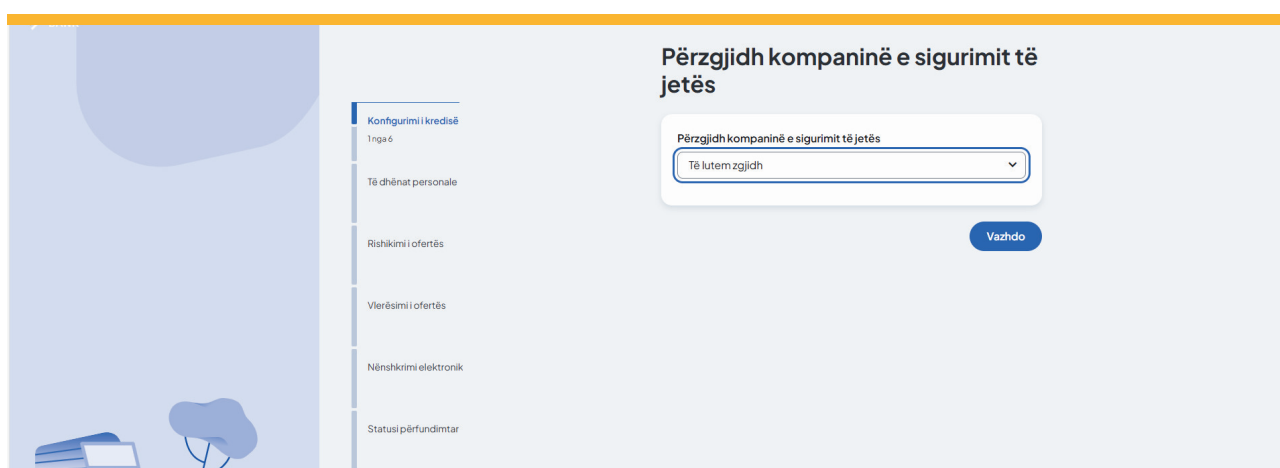 Përzgjidh kompaninë e sigurimit të
jetës
Konfigurimi i kredisë
1 nga 6
Të dhënat personale
Rishikimi i ofertës
Vlerësimi i ofertës
Nënshkrimi elektronik
Statusi përfundimtar
Përzgjidh kompaninë e sigurimit të jetës
Të lutem zgjidh
Vazhdo